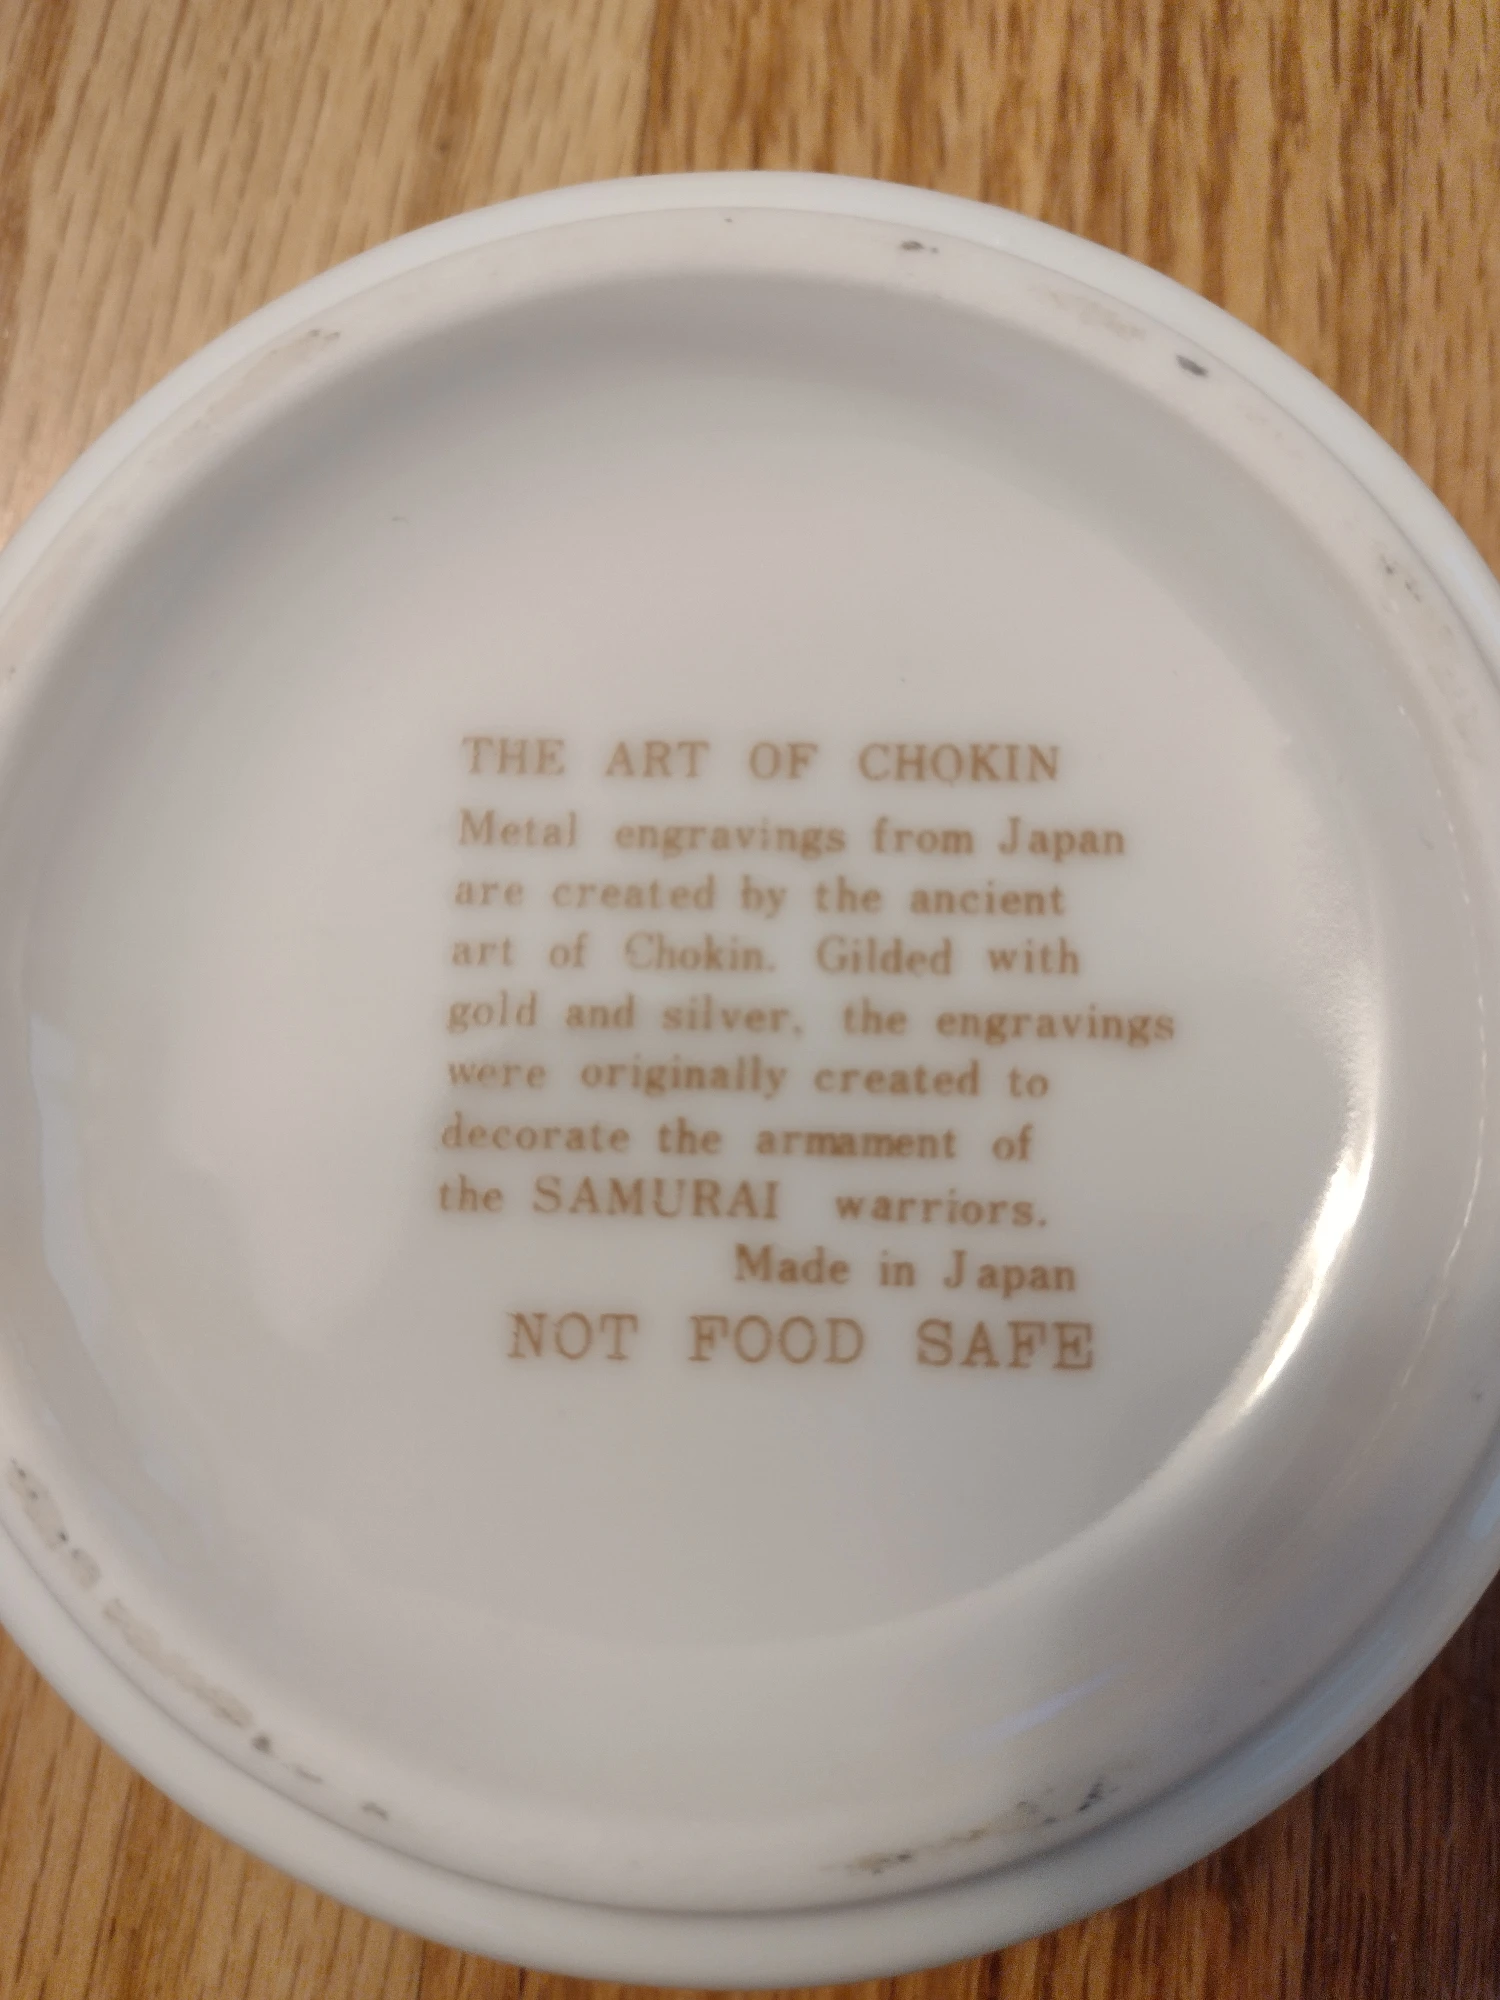 THE ART OF CHOKIN
Metal engravings from Japan
are created by the ancient
art of Chokin. Gilded with
gold and silver, the engravings
were originally created to
decorate the armament of
the SAMURAI warriors.
Made in Japan
NOT FOOD SAFE